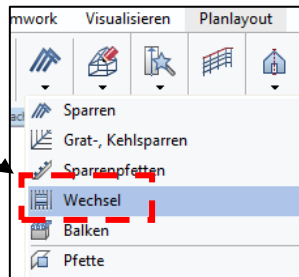 mwork Visualisieren Planlayout
Sparren
Grat-, Kehlsparren
Sparrenpfetten
Wechsel
Balken
Pfette